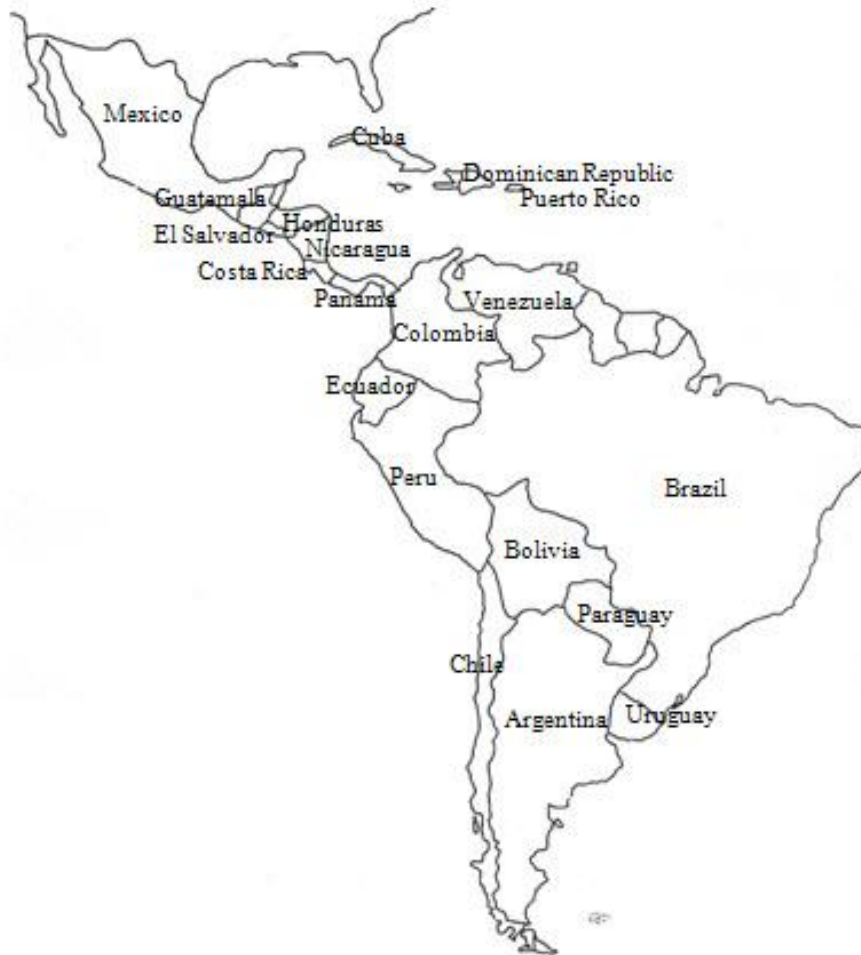 Mexico
Cuba
Dominican Republic
Puerto Rico
Guatemala
Honduras
El Salvador
Nicaragua
Costa Rica
Panama
Venezuela
Colombia
Ecuador
Peru
Brazil
Bolivia
Paraguay
Chile
Argentina
Uruguay